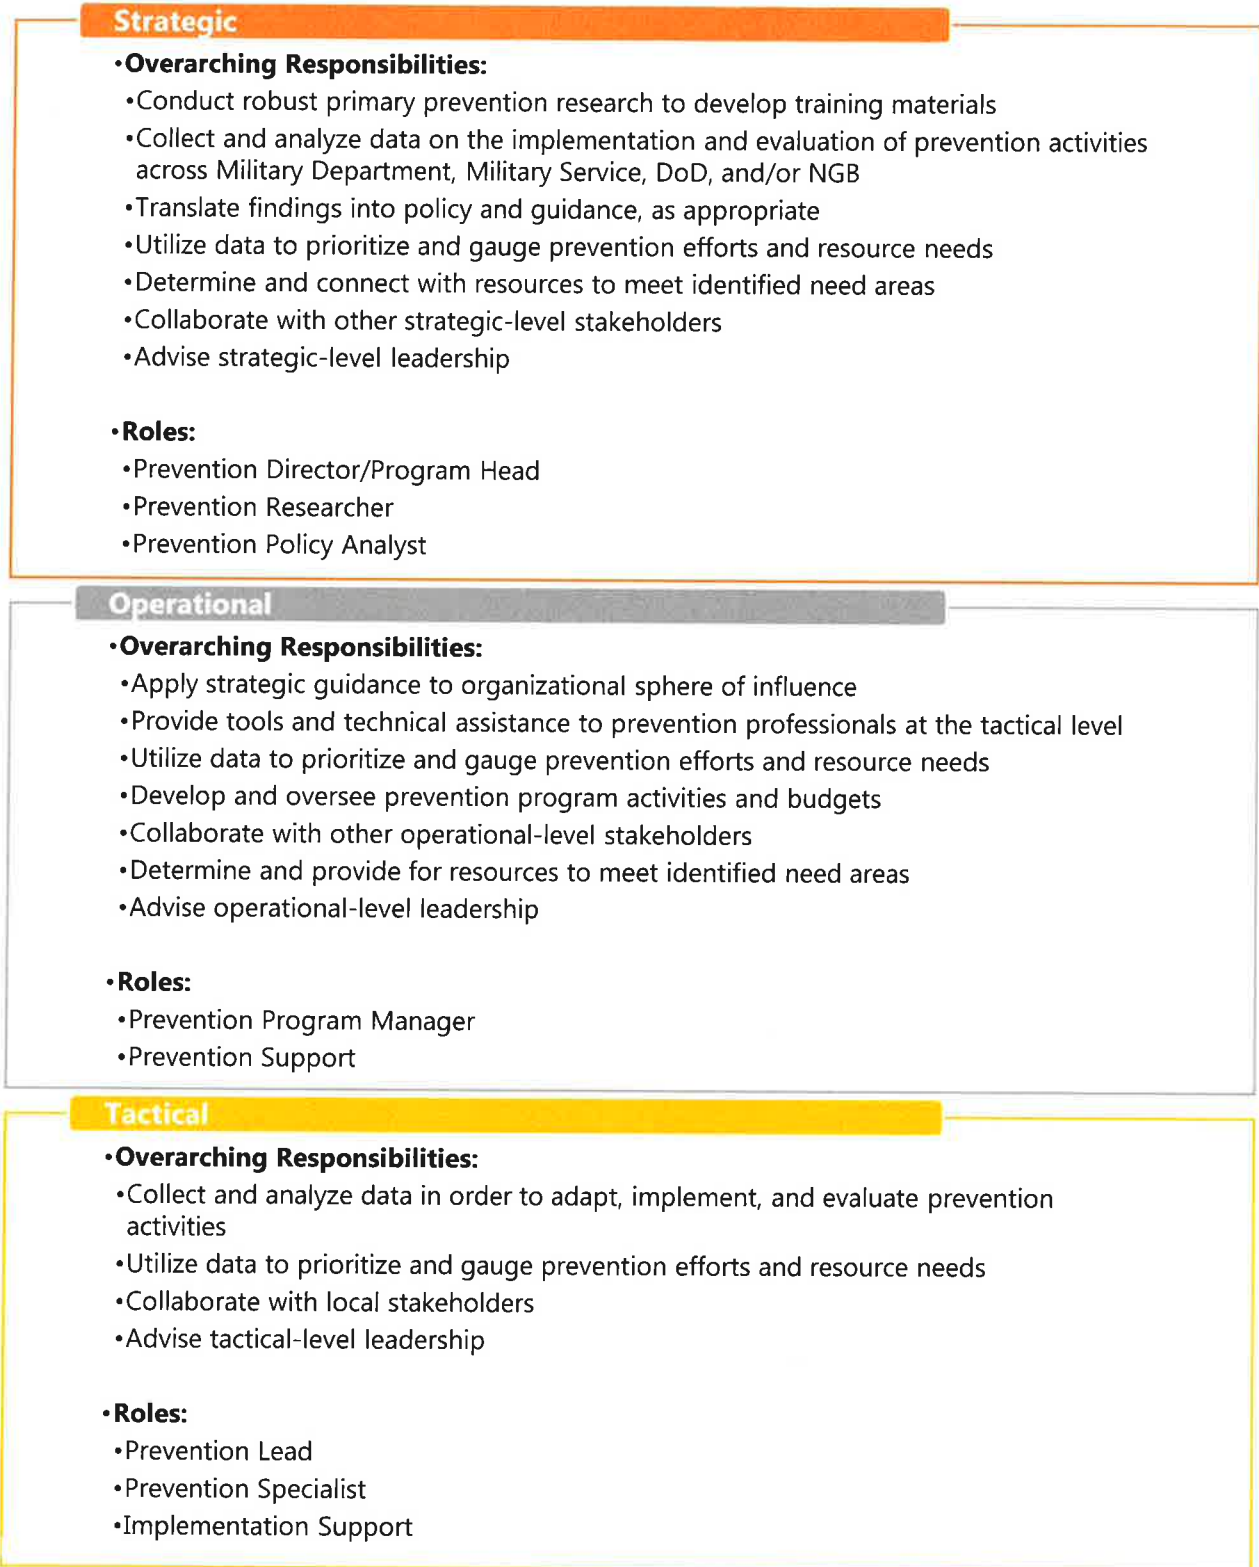 Strategic
•Overarching Responsibilities:
•Conduct robust primary prevention research to develop training materials
•Collect and analyze data on the implementation and evaluation of prevention activities
across Military Department, Military Service, DoD, and/or NGB
•Translate findings into policy and guidance, as appropriate
•Utilize data to prioritize and gauge prevention efforts and resource needs
•Determine and connect with resources to meet identified need areas
•Collaborate with other strategic-level stakeholders
•Advise strategic-level leadership
•Roles:
•Prevention Director/Program Head
•Prevention Researcher
•Prevention Policy Analyst
Operational
•Overarching Responsibilities:
•Apply strategic guidance to organizational sphere of influence
•Provide tools and technical assistance to prevention professionals at the tactical level
•Utilize data to prioritize and gauge prevention efforts and resource needs
•Develop and oversee prevention program activities and budgets
•Collaborate with other operational-level stakeholders
•Determine and provide for resources to meet identified need areas
•Advise operational-level leadership
•Roles:
•Prevention Program Manager
•Prevention Support
Tactical
•Overarching Responsibilities:
•Collect and analyze data in order to adapt, implement, and evaluate prevention
activities
•Utilize data to prioritize and gauge prevention efforts and resource needs
•Collaborate with local stakeholders
•Advise tactical-level leadership
•Roles:
•Prevention Lead
•Prevention Specialist
•Implementation Support